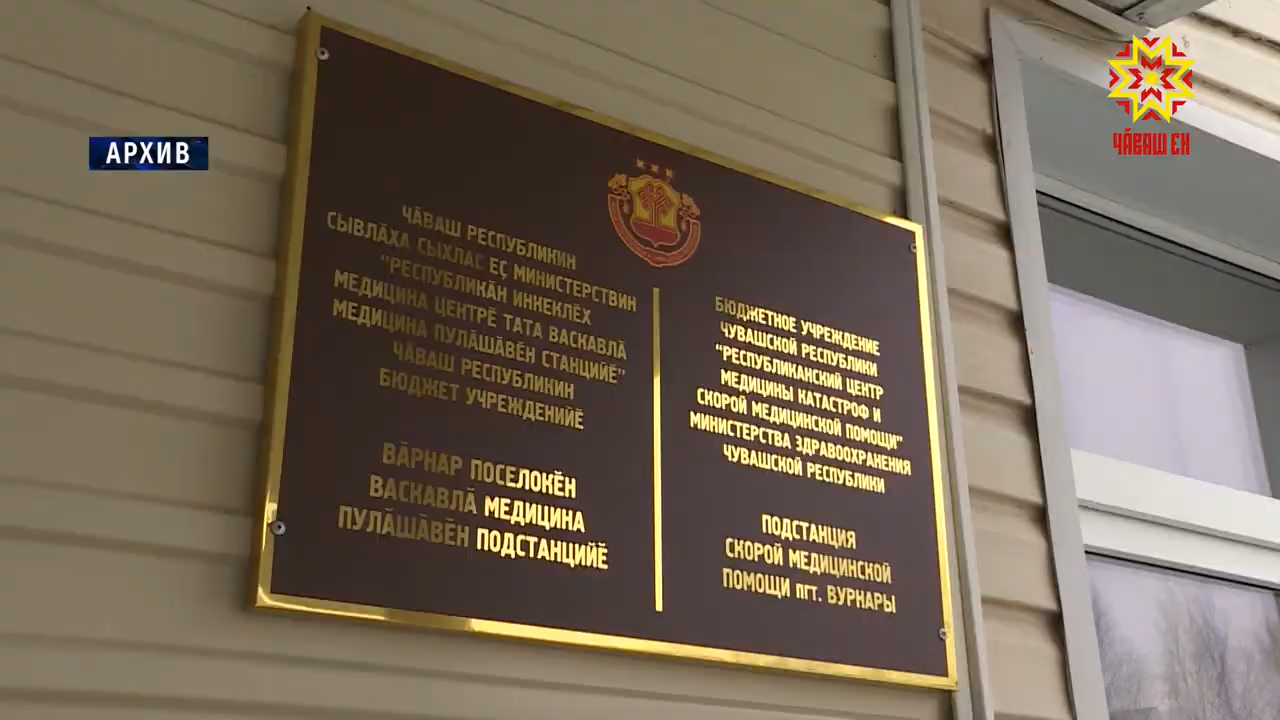 АРХИВ
ЧӐВАШ ЕН
ЧӐВАШ РЕСПУБЛИКИН
СЫВЛӐХА СЫХЛАС ЕҪ МИНИСТЕРСТВИН
"РЕСПУБЛИКӐН ИНКЕКЛӖХ
МЕДИЦИНА ЦЕНТРӖ ТАТА ВАСКАВЛӐ
МЕДИЦИНА ПУЛӐШӐВӖН СТАНЦИЙӖ"
ЧӐВАШ РЕСПУБЛИКИН
БЮДЖЕТ УЧРЕЖДЕНИЙӖ
ВӐРНАР ПОСЕЛОКӖН
ВАСКАВЛӐ МЕДИЦИНА
ПУЛӐШӐВӖН ПОДСТАНЦИЙӖ
БЮДЖЕТНОЕ УЧРЕЖДЕНИЕ
ЧУВАШСКОЙ РЕСПУБЛИКИ
"РЕСПУБЛИКАНСКИЙ ЦЕНТР
МЕДИЦИНЫ КАТАСТРОФ И
СКОРОЙ МЕДИЦИНСКОЙ ПОМОЩИ"
МИНИСТЕРСТВА ЗДРАВООХРАНЕНИЯ
ЧУВАШСКОЙ РЕСПУБЛИКИ
ПОДСТАНЦИЯ
СКОРОЙ МЕДИЦИНСКОЙ
ПОМОЩИ пгт. ВУРНАРЫ